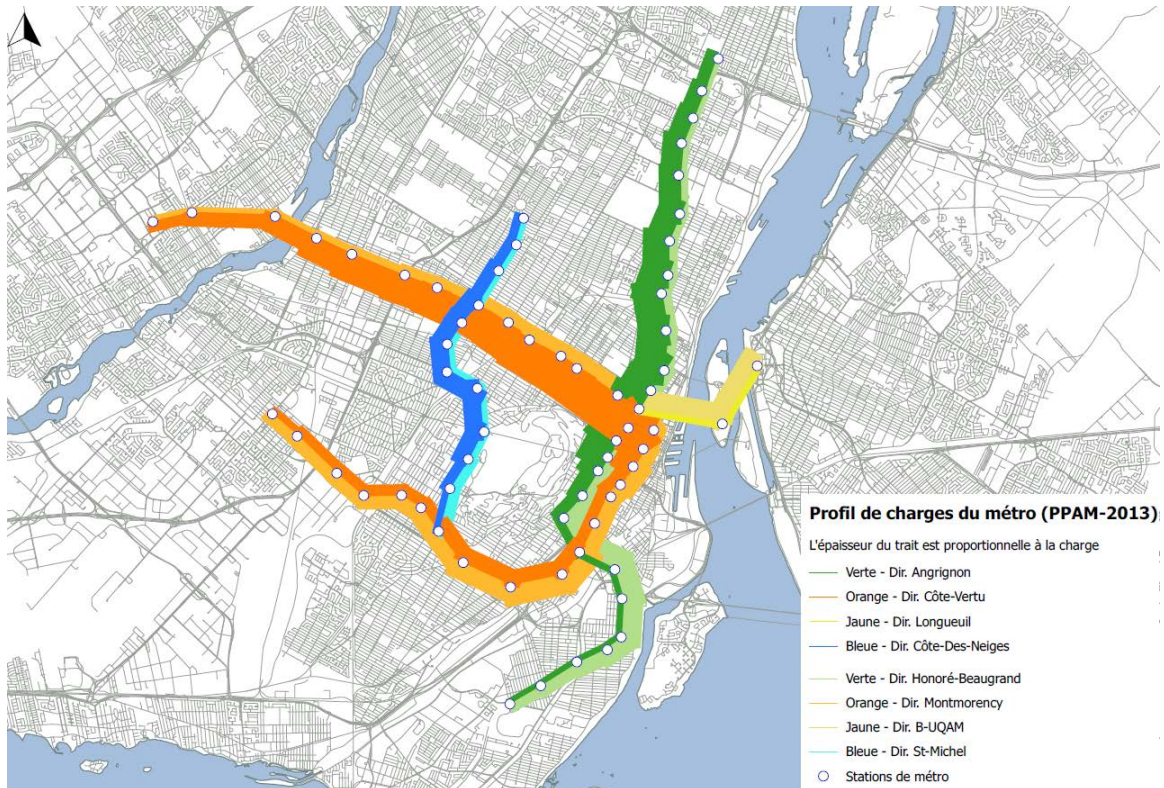 Profil de charges du métro (PPAM-2013)
L'épaisseur du trait est proportionnelle à la charge
Verte - Dir. Angrignon
Orange - Dir. Côte-Vertu
Jaune - Dir. Longueuil
Bleue - Dir. Côte-Des-Neiges
Verte - Dir. Honoré-Beaugrand
Orange - Dir. Montmorency
Jaune - Dir. B-UQAM
Bleue - Dir. St-Michel
Stations de métro